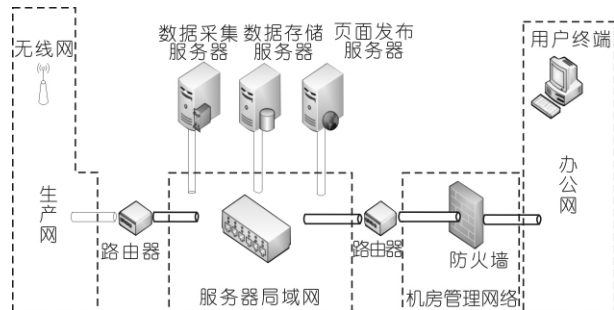 数据采集
服务器
数据存储
服务器
页面发布
服务器
无线网
用户终端
生产网
办公网
路由器
路由器
防火墙
服务器局域网
机房管理网络